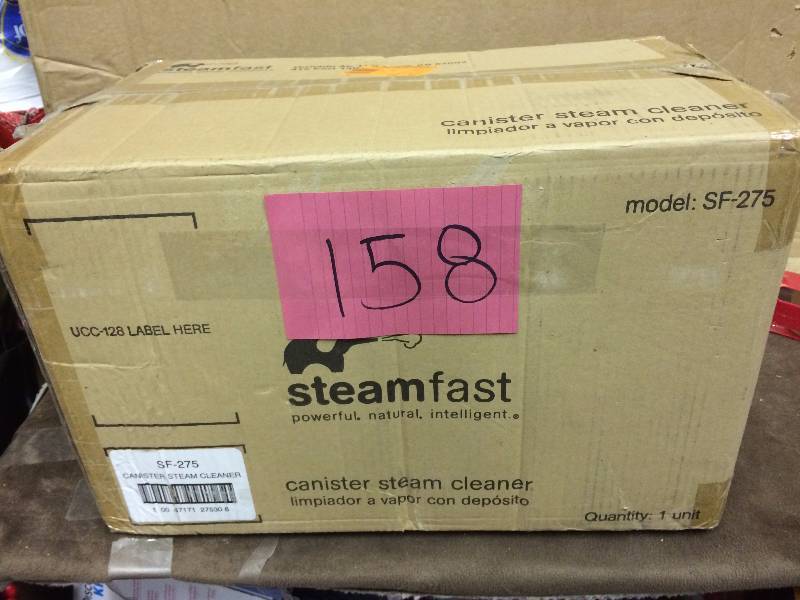 steamfast
canister steam cleaner
limpiador a vapor con depósito
model: SF-275
158
UCC-128 LABEL HERE
steamfast
powerful. natural. intelligent.®
SF-275
CANISTER STEAM CLEANER
canister steam cleaner
limpiador a vapor con depósito
Quantity: 1 unit